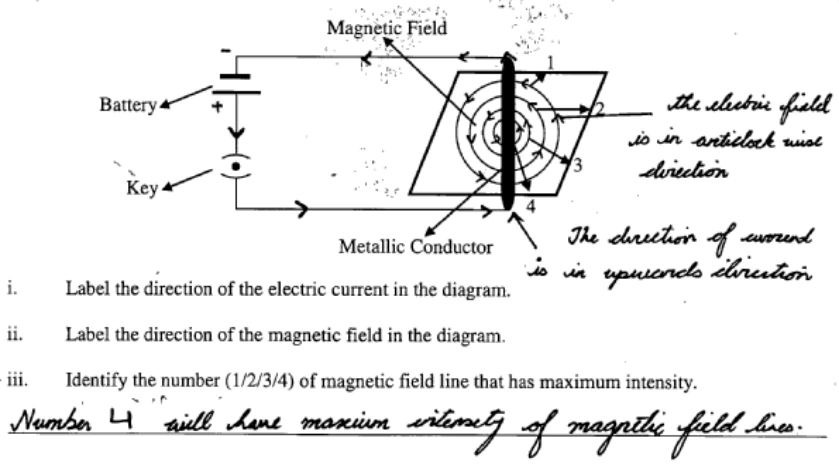 Magnetic Field
-
1
Battery
+
2
the electric field
is in anticlock wise
direction
3
Key
4
Metallic Conductor
The direction of current
is in upwards direction
i. Label the direction of the electric current in the diagram.
ii. Label the direction of the magnetic field in the diagram.
iii. Identify the number (1/2/3/4) of magnetic field line that has maximum intensity.
Number 4 will have maxium intensity of magnetic field lines.